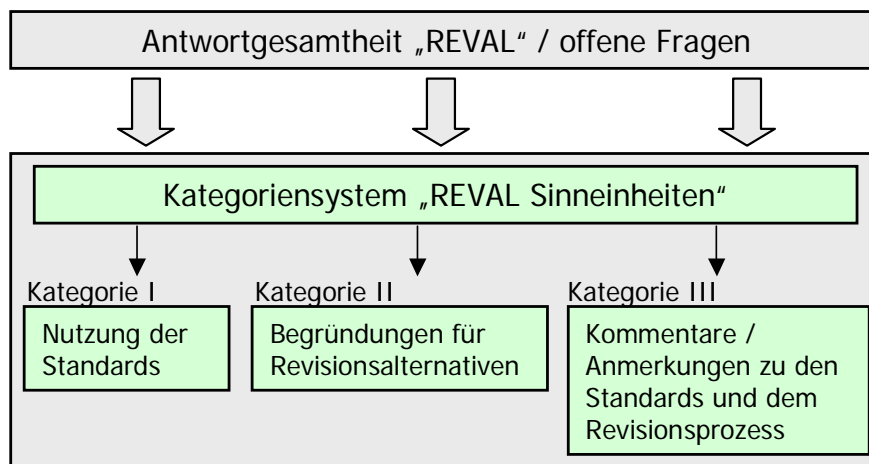 Antwortgesamtheit „REVAL“ / offene Fragen
Kategoriensystem „REVAL Sinneinheiten“
Kategorie I
Nutzung der
Standards
Kategorie II
Begründungen für
Revisionsalternativen
Kategorie III
Kommentare /
Anmerkungen zu den
Standards und dem
Revisionsprozess